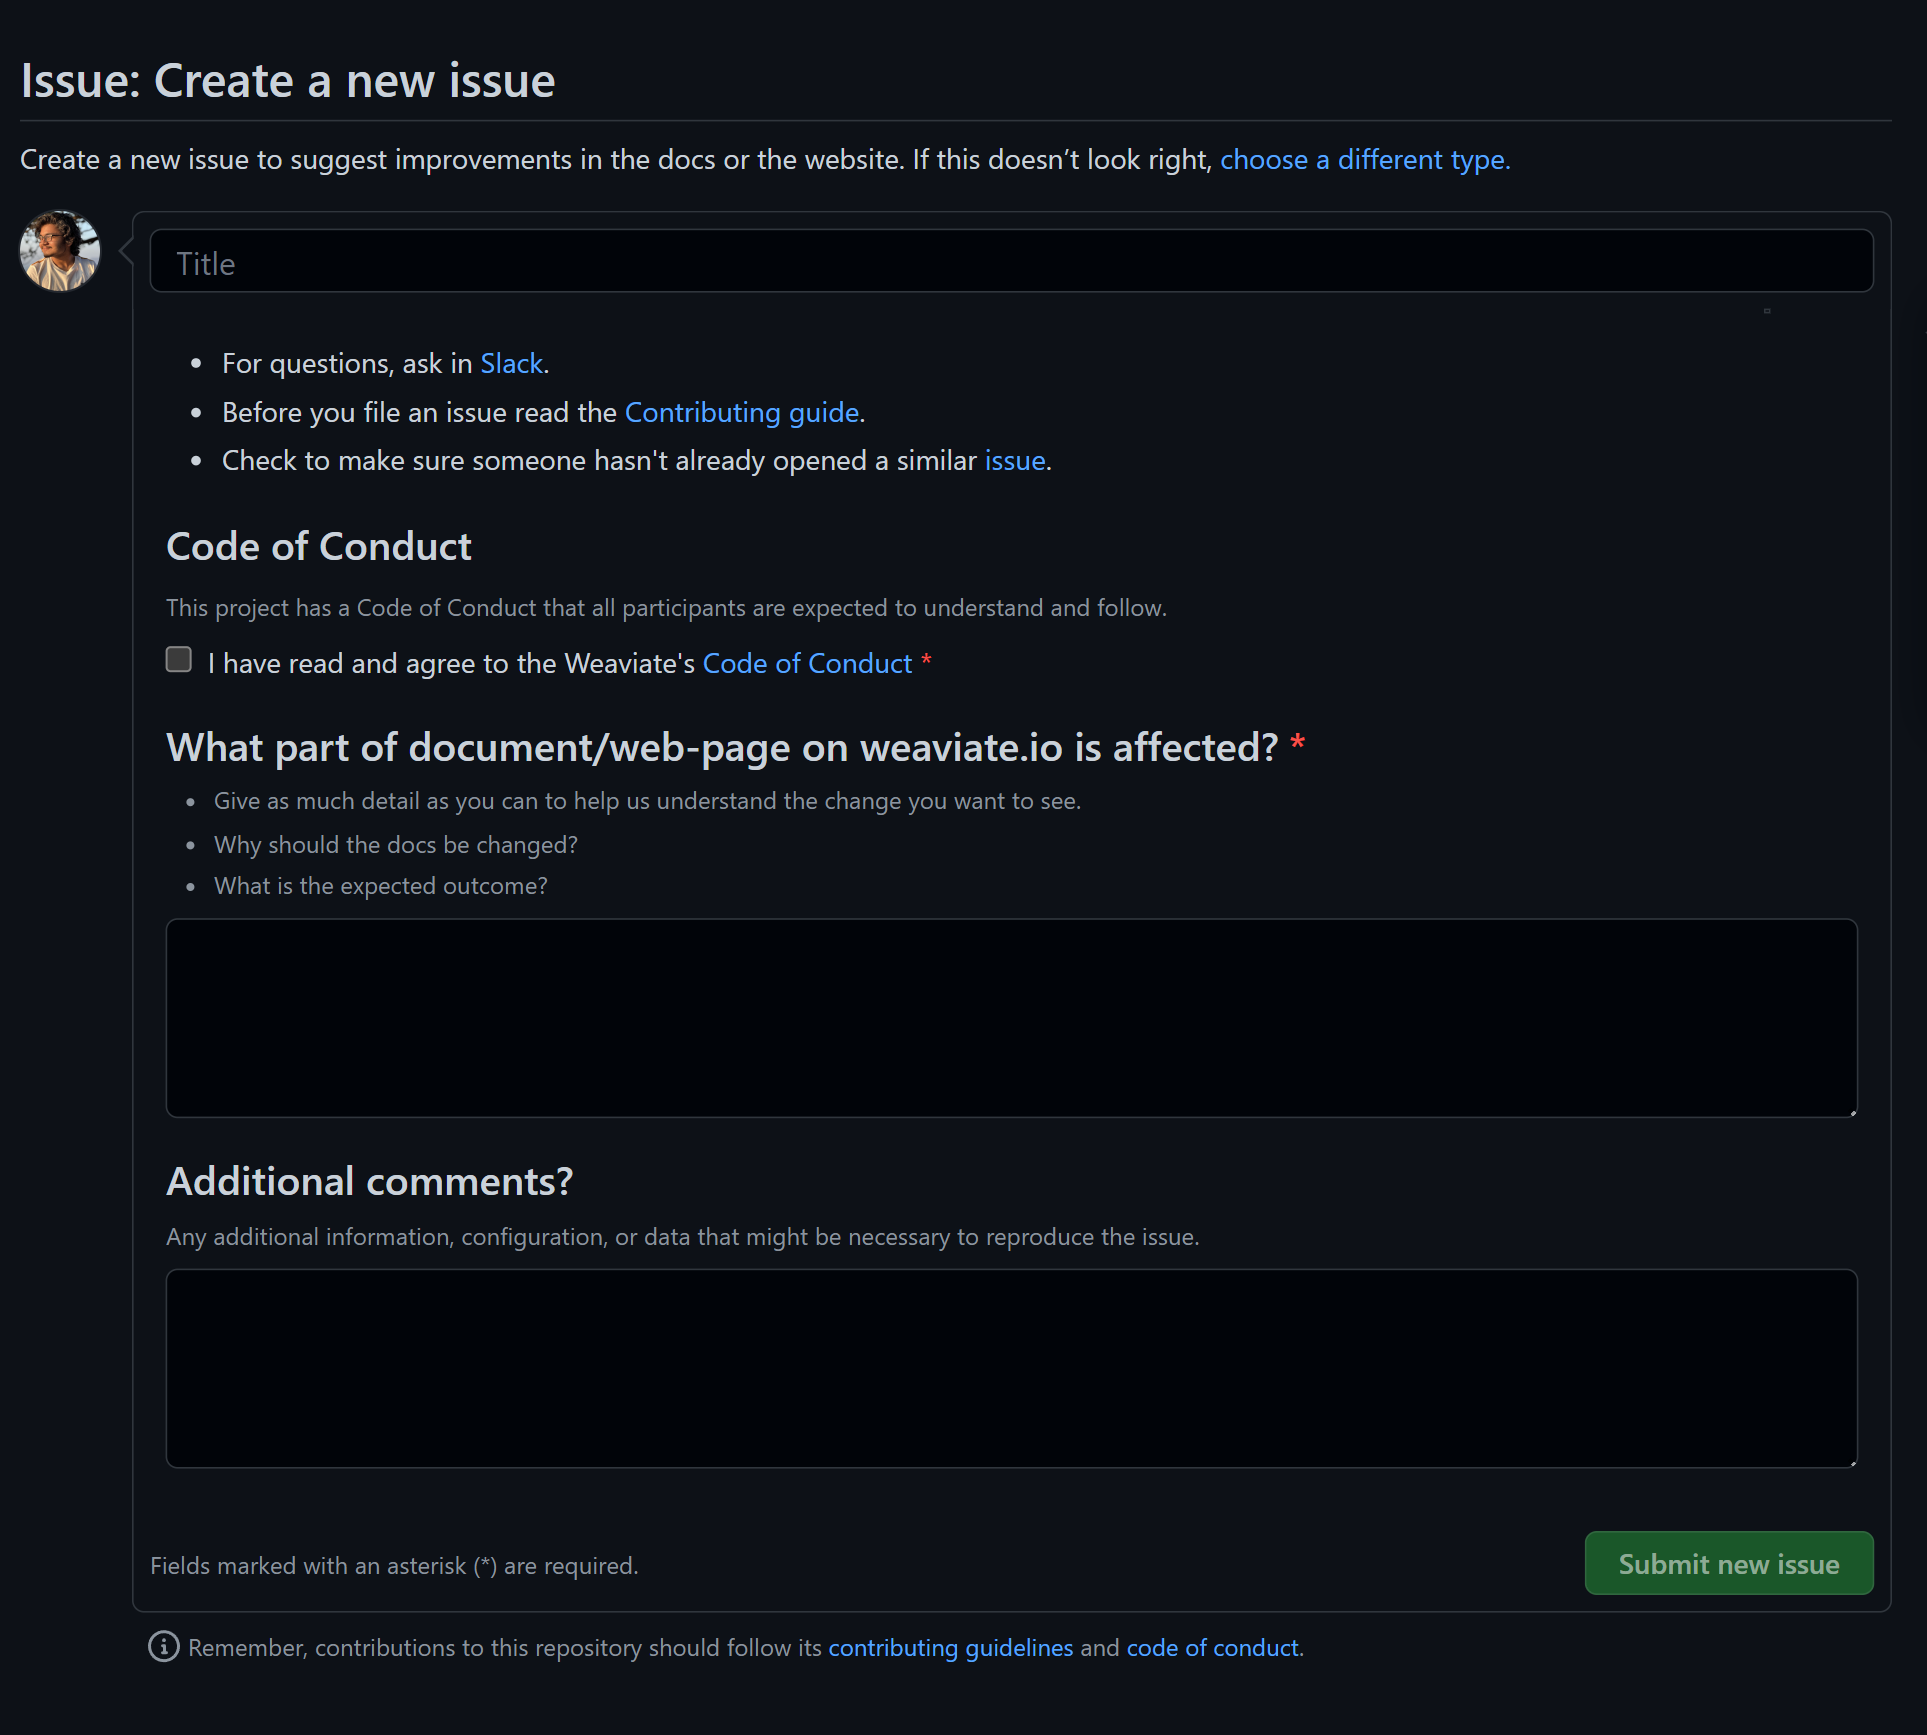 Issue: Create a new issue
Create a new issue to suggest improvements in the docs or the website. If this doesn’t look right, choose a different type.
Title
• For questions, ask in Slack.
• Before you file an issue read the Contributing guide.
• Check to make sure someone hasn't already opened a similar issue.
Code of Conduct
This project has a Code of Conduct that all participants are expected to understand and follow.
I have read and agree to the Weaviate's Code of Conduct *
What part of document/web-page on weaviate.io is affected? *
• Give as much detail as you can to help us understand the change you want to see.
• Why should the docs be changed?
• What is the expected outcome?
Additional comments?
Any additional information, configuration, or data that might be necessary to reproduce the issue.
Fields marked with an asterisk (*) are required.
Submit new issue
Remember, contributions to this repository should follow its contributing guidelines and code of conduct.